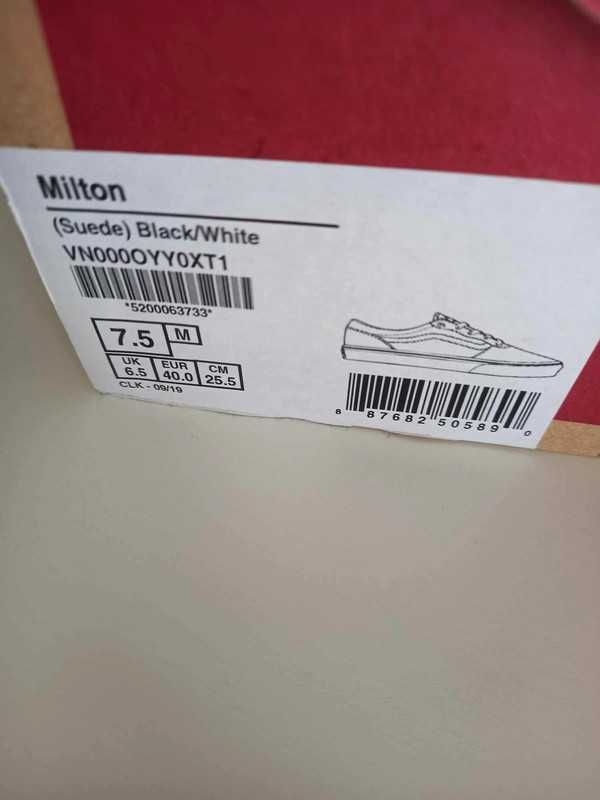 Milton
(Suede) Black/White
VN000OYY0XT1
*5200063733*
7.5 M
UK 6.5 EUR 40.0 CM 25.5
CLK - 09/19
8 87682 50589 0